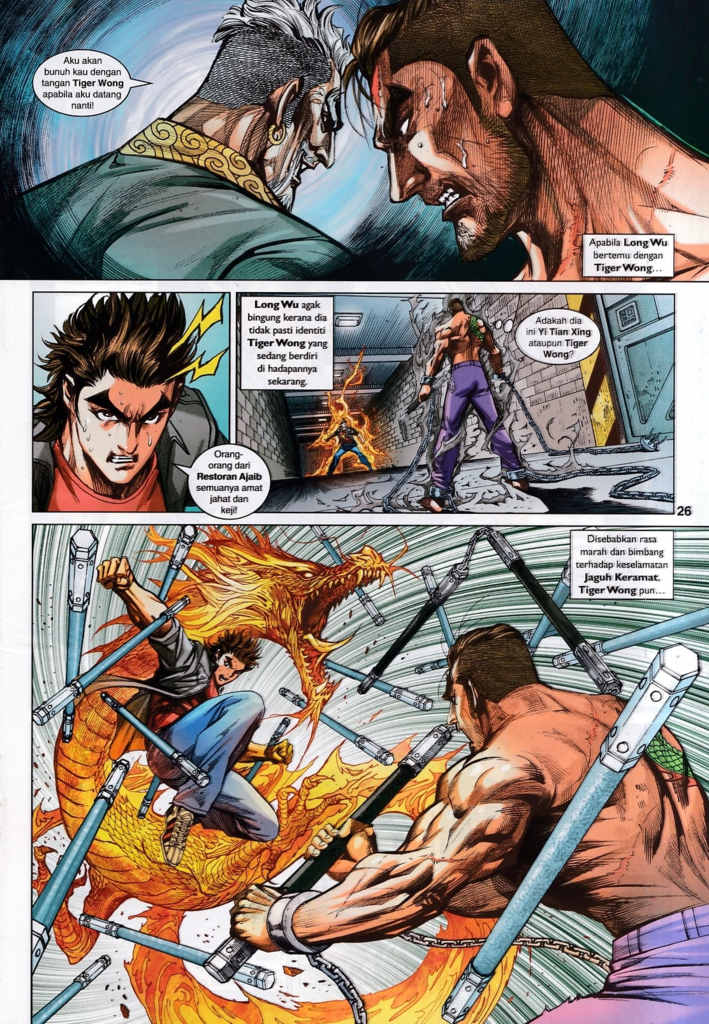 Aku akan
bunuh kau dengan
tangan Tiger Wong
apabila aku datang
nanti!
Apabila Long Wu
bertemu dengan
Tiger Wong...
Long Wu agak
bingung kerana dia
tidak pasti identiti
Tiger Wong yang
sedang berdiri
di hadapannya
sekarang.
Adakah dia
ini Yi Tian Xing
ataupun Tiger
Wong?
Orang-
orang dari
Restoran Ajaib
semuanya amat
jahat dan
keji!
26
Disebabkan rasa
marah dan bimbang
terhadap keselamatan
Jaguh Keramat,
Tiger Wong pun...